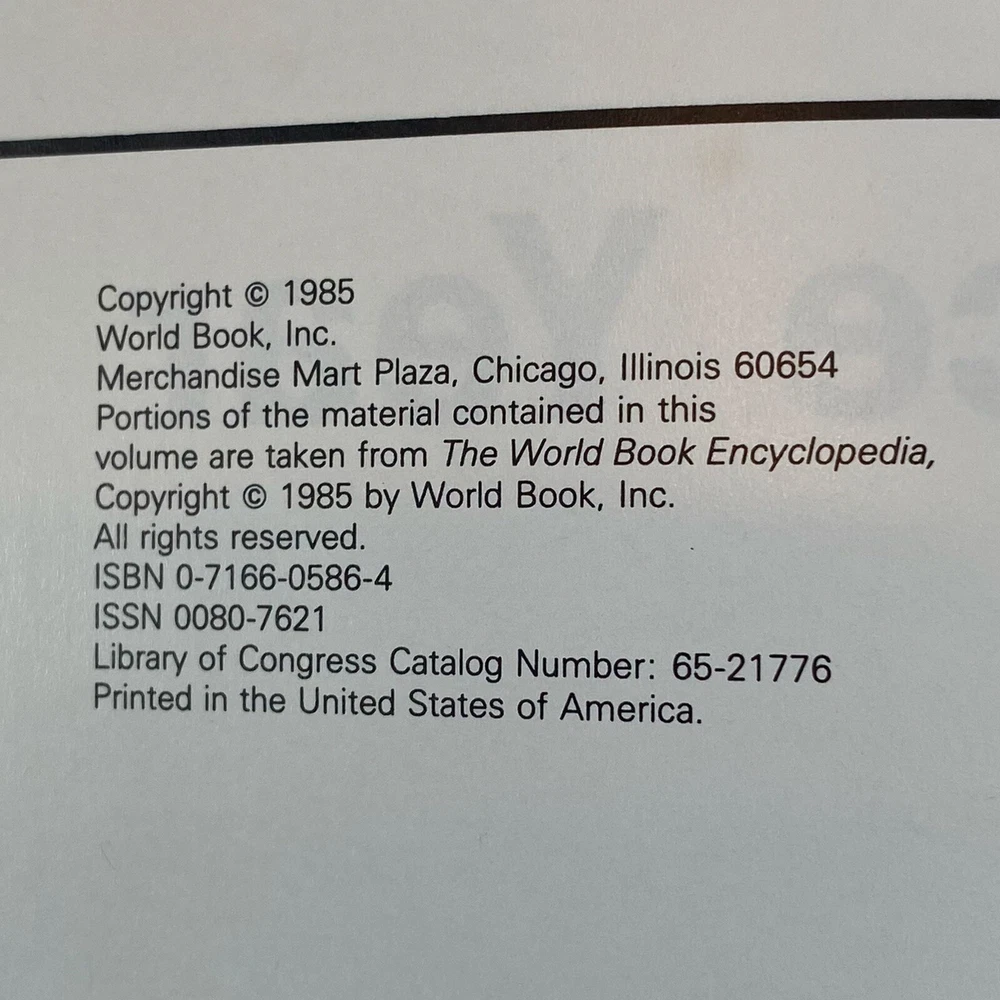 Copyright © 1985
World Book, Inc.
Merchandise Mart Plaza, Chicago, Illinois 60654
Portions of the material contained in this
volume are taken from The World Book Encyclopedia,
Copyright © 1985 by World Book, Inc.
All rights reserved.
ISBN 0-7166-0586-4
ISSN 0080-7621
Library of Congress Catalog Number: 65-21776
Printed in the United States of America.